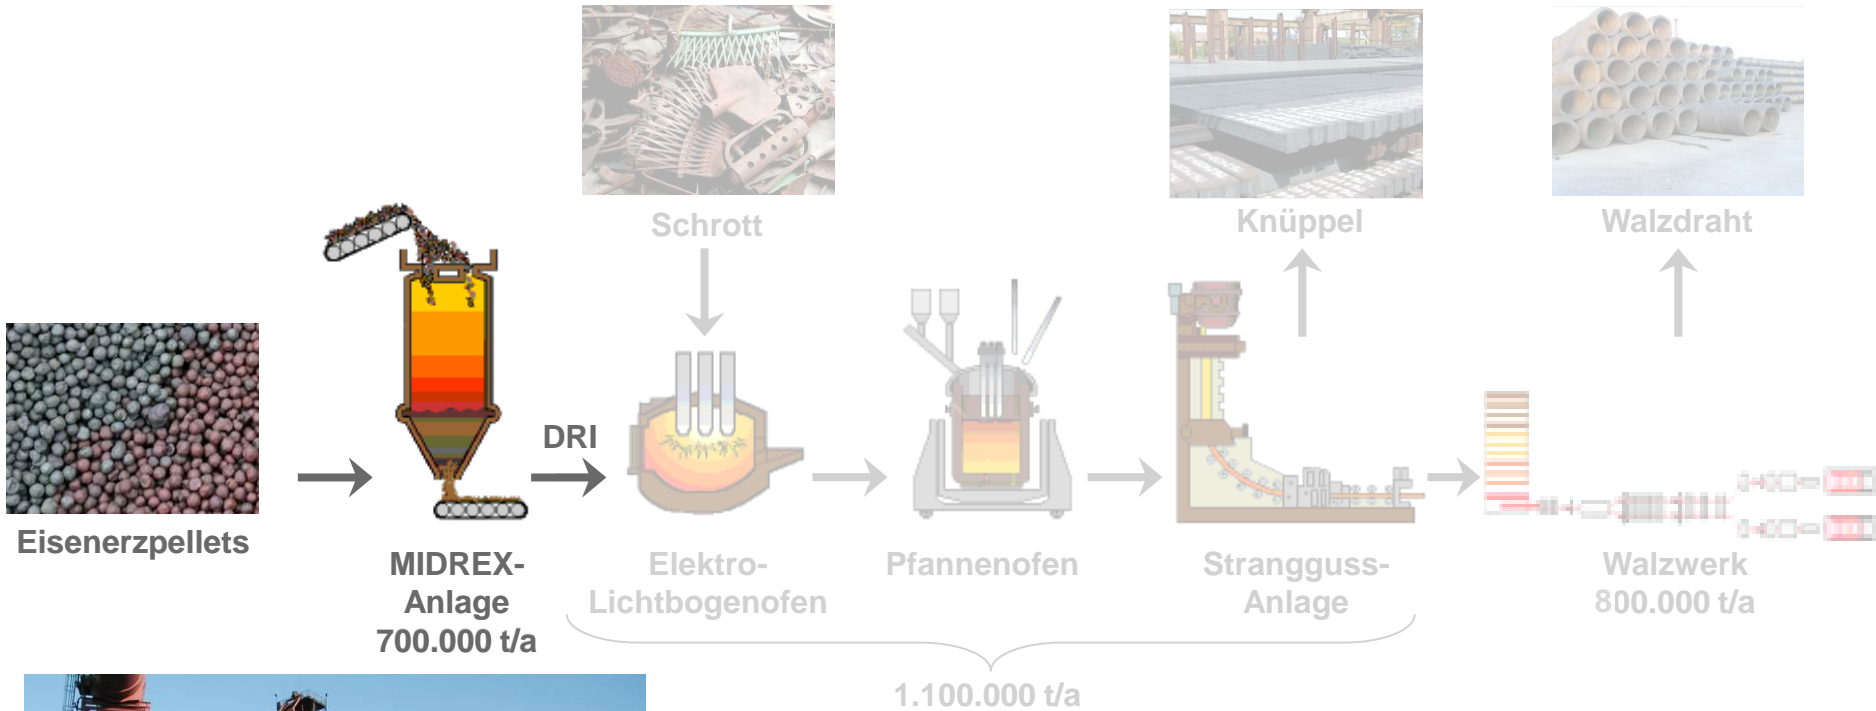 Schrott
Knüppel
Walzdraht
DRI
Eisenerzpellets
MIDREX-
Anlage
700.000 t/a
Elektro-
Lichtbogenofen
Pfannenofen
Strangguss-
Anlage
Walzwerk
800.000 t/a
1.100.000 t/a